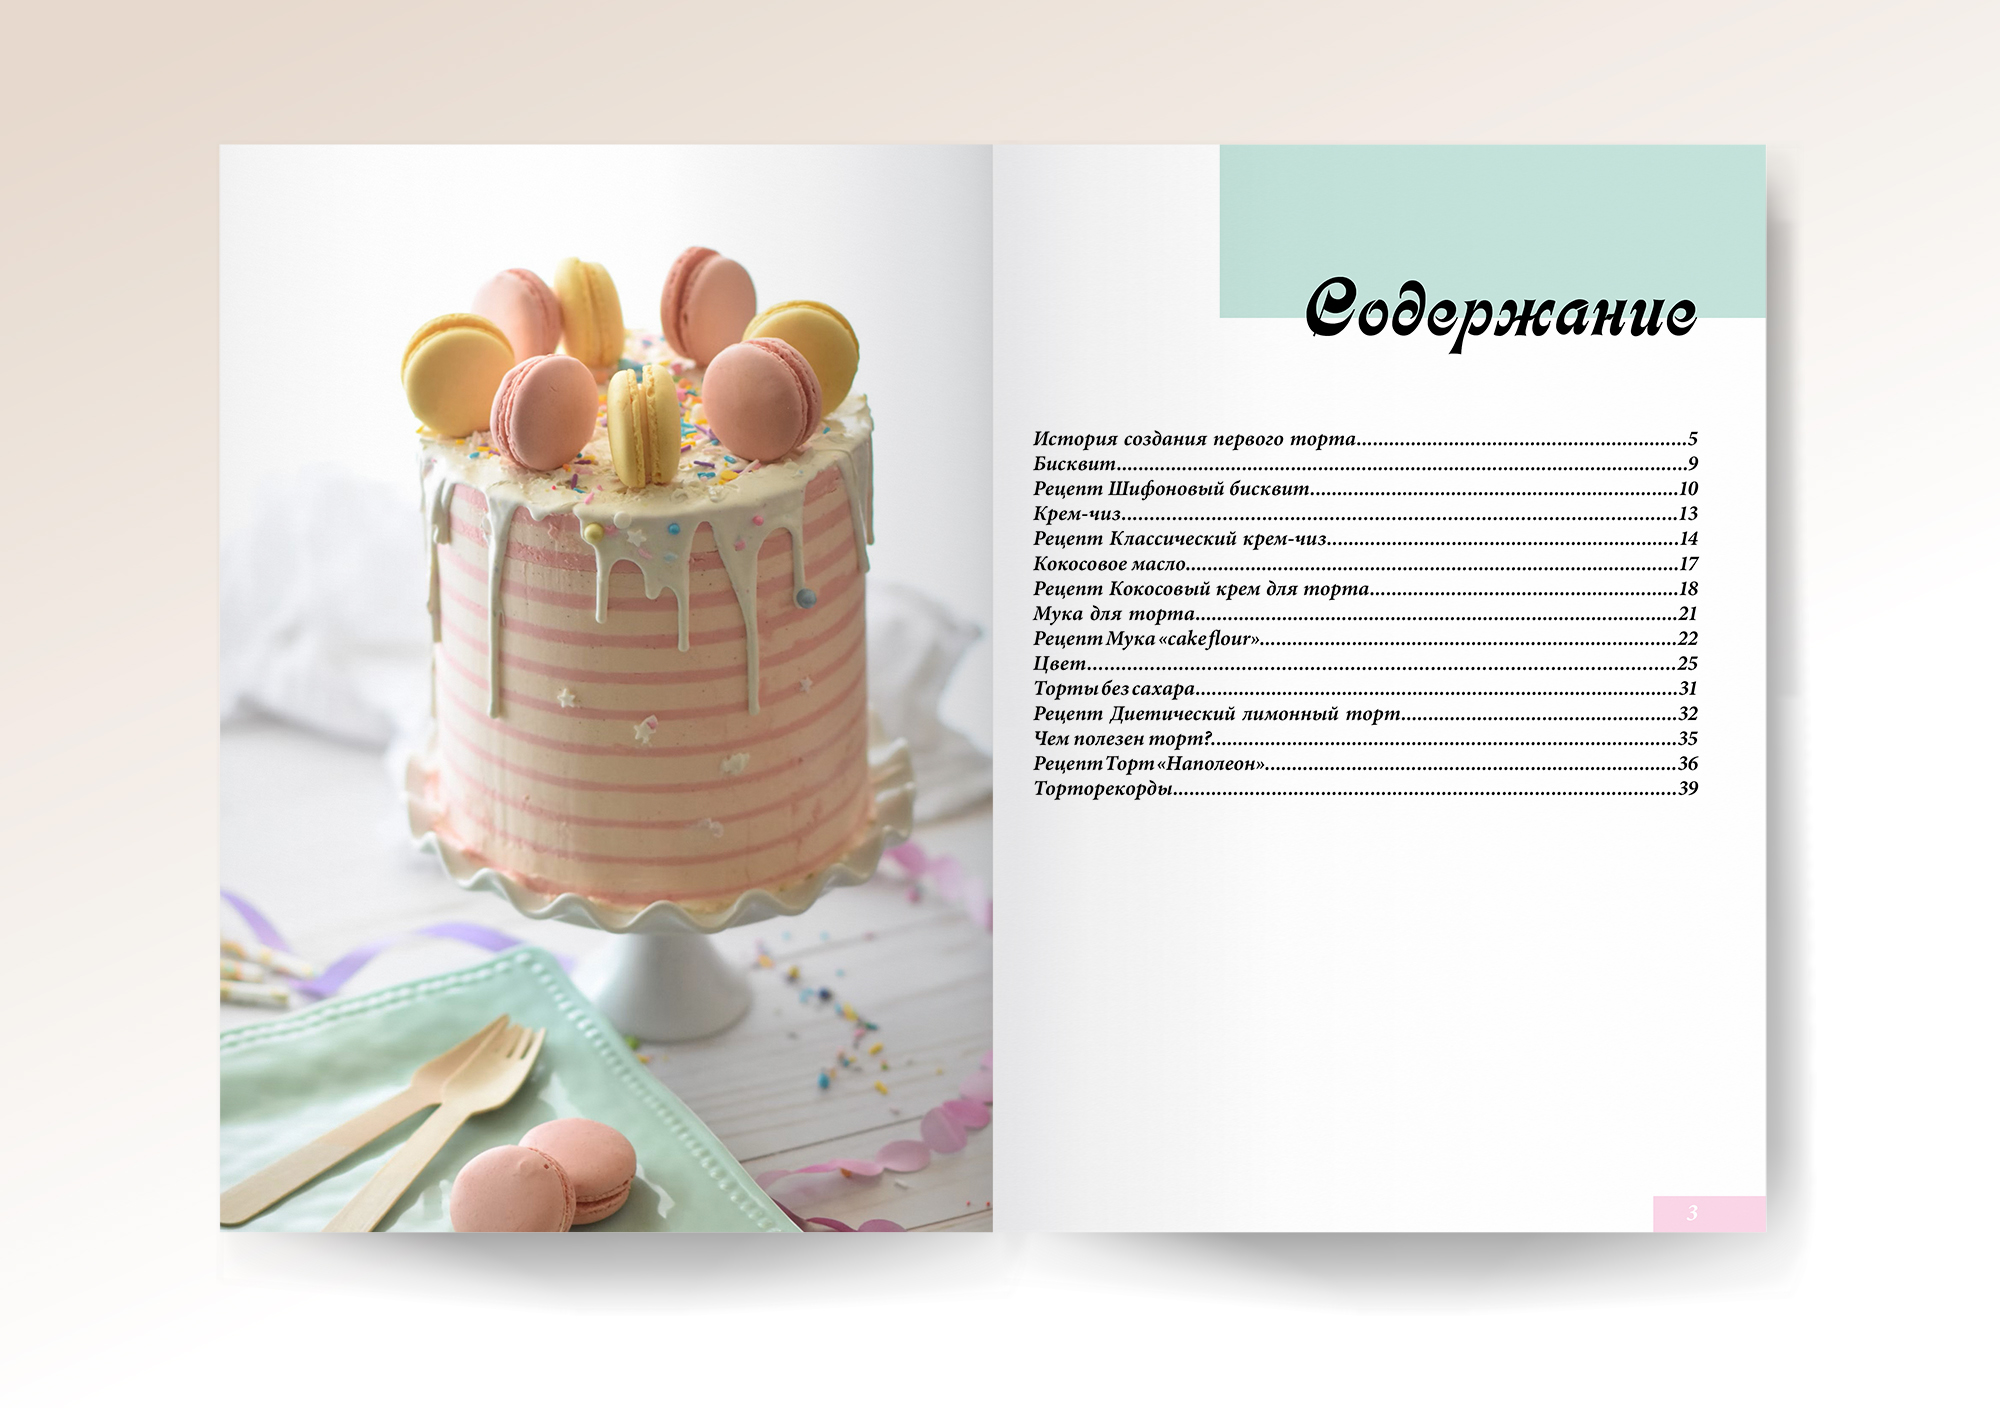 Содержание
История создания первого торта..........5
Бисквит..........9
Рецепт Шифоновый бисквит..........10
Крем-чиз..........13
Рецепт Классический крем-чиз..........14
Кокосовое масло..........17
Рецепт Кокосовый крем для торта..........18
Мука для торта..........21
Рецепт Мука «cake flour»..........22
Цвет..........25
Торты без сахара..........31
Рецепт Диетический лимонный торт..........32
Чем полезен торт?..........35
Рецепт Торт «Наполеон»..........36
Торторекорды..........39
3